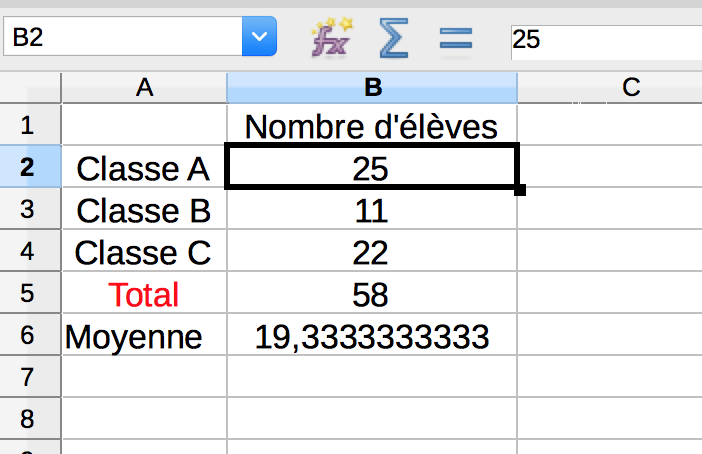 B2 fx Σ = 25
A B C
1 Nombre d'élèves
2 Classe A 25
3 Classe B 11
4 Classe C 22
5 Total 58
6 Moyenne 19,3333333333
7
8